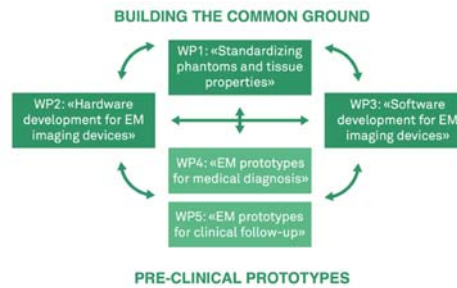 BUILDING THE COMMON GROUND
WP1: «Standardizing
phantoms and tissue
properties»
WP2: «Hardware
development for EM
imaging devices»
WP3: «Software
development for EM
imaging devices»
WP4: «EM prototypes
for medical diagnosis»
WP5: «EM prototypes
for clinical follow-up»
PRE-CLINICAL PROTOTYPES